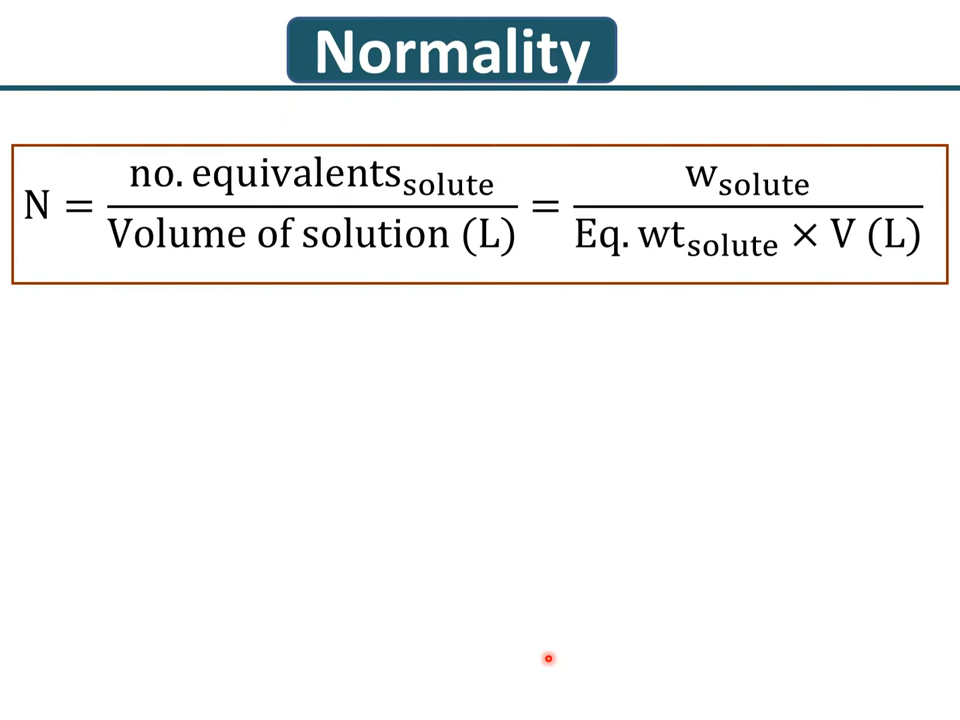 Normality
N = no. equivalents_solute / Volume of solution (L) = w_solute / Eq. wt_solute × V (L)